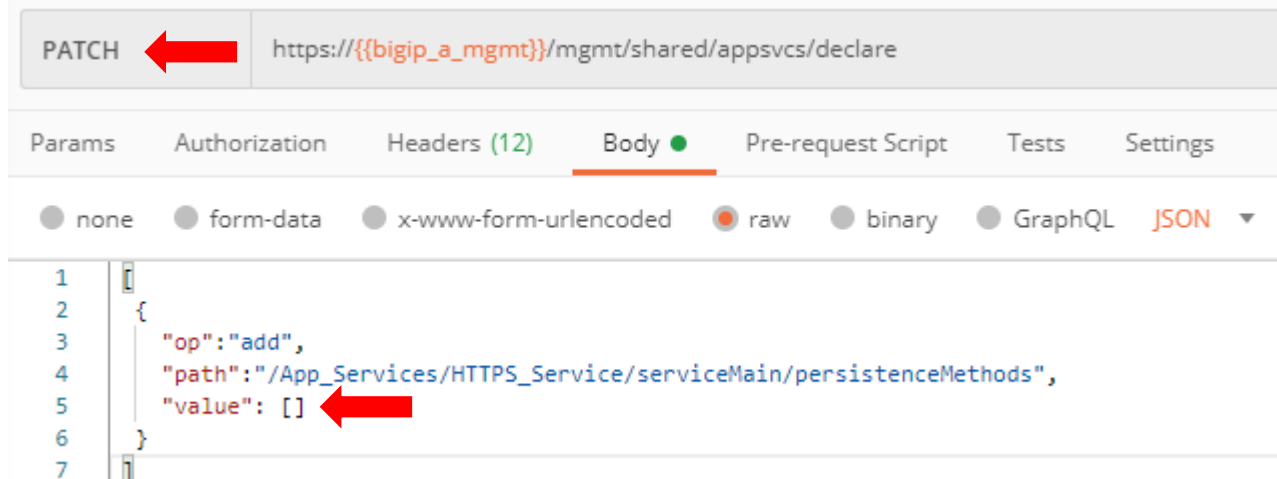 PATCH https://{{bigip_a_mgmt}}/mgmt/shared/appsvcs/declare
Params Authorization Headers (12) Body Pre-request Script Tests Settings
none form-data x-www-form-urlencoded raw binary GraphQL JSON
1 [
2 {
3 "op":"add",
4 "path":"/App_Services/HTTPS_Service/serviceMain/persistenceMethods",
5 "value": []
6 }
7 ]